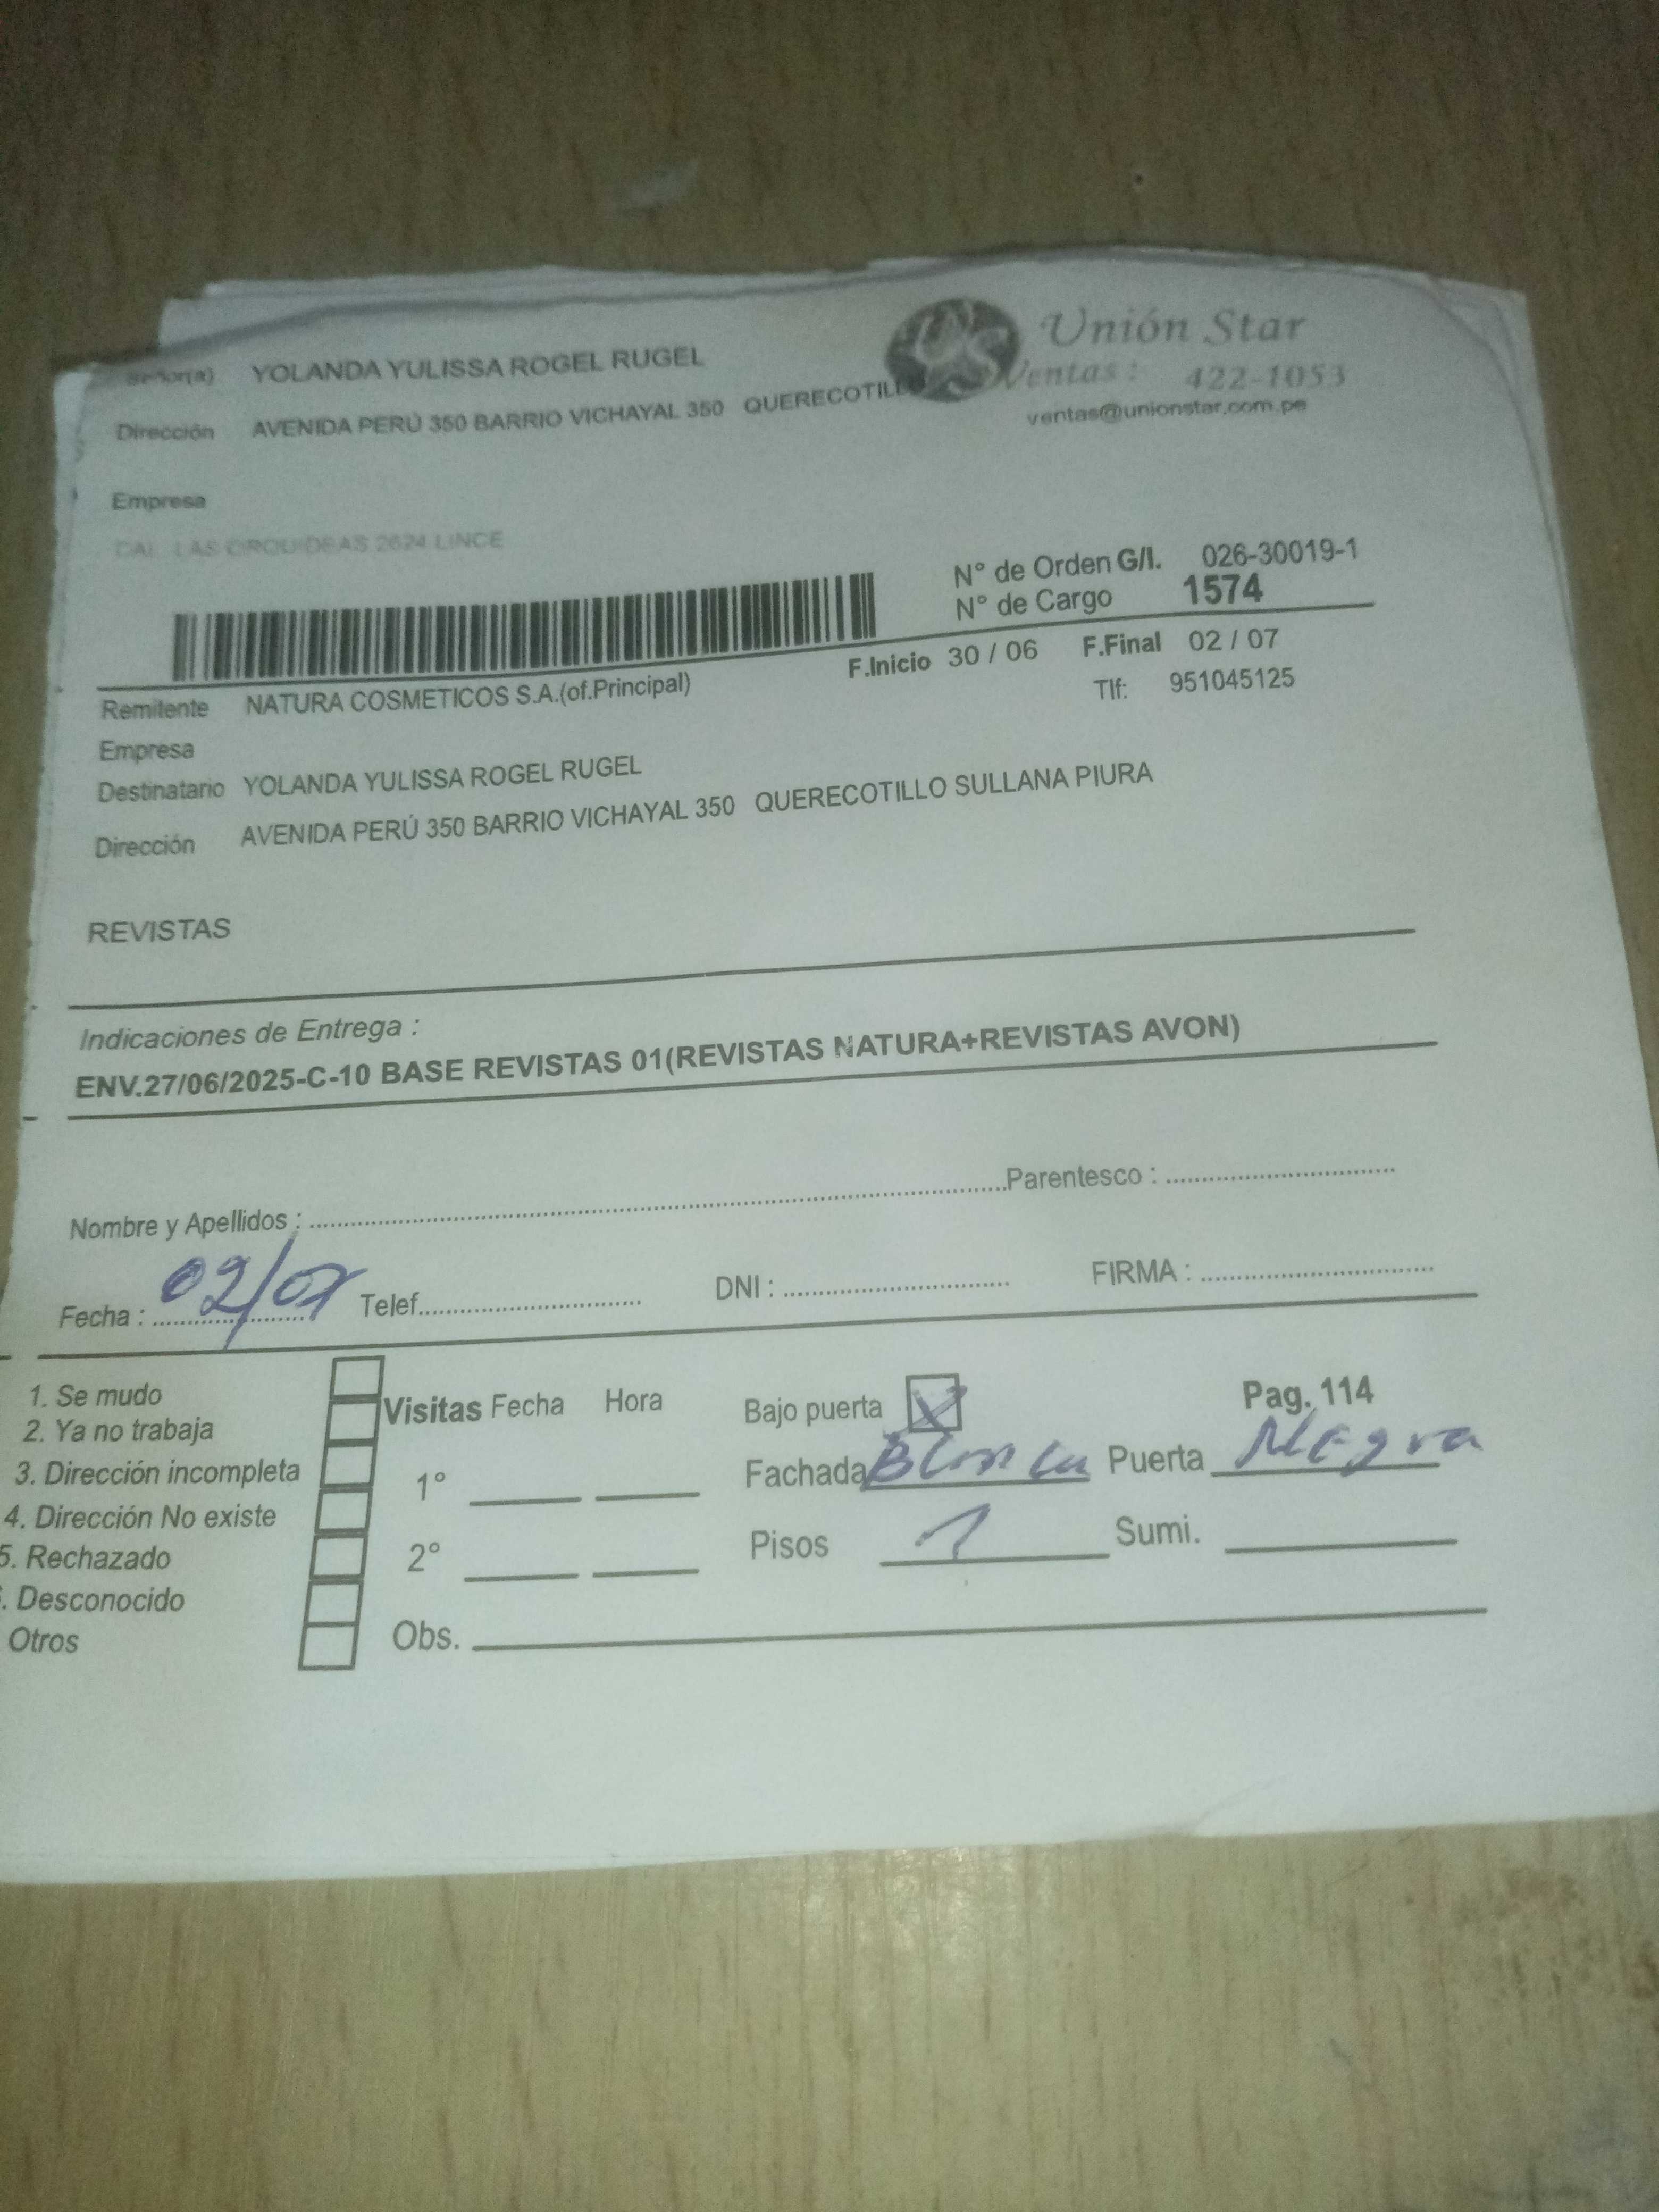 Señor(a) YOLANDA YULISSA ROGEL RUGEL
Unión Star
Ventas : 422-1053
ventas@unionstar.com.pe
Dirección AVENIDA PERÚ 350 BARRIO VICHAYAL 350 QUERECOTILLO
Empresa
CAL. LAS ORQUIDEAS 2624 LINCE
N° de Orden G/I. 026-30019-1
N° de Cargo 1574
F.Inicio 30 / 06 F.Final 02 / 07
Remitente NATURA COSMETICOS S.A.(of.Principal) Tlf: 951045125
Empresa
Destinatario YOLANDA YULISSA ROGEL RUGEL
Dirección AVENIDA PERÚ 350 BARRIO VICHAYAL 350 QUERECOTILLO SULLANA PIURA
REVISTAS
Indicaciones de Entrega :
ENV.27/06/2025-C-10 BASE REVISTAS 01(REVISTAS NATURA+REVISTAS AVON)
Nombre y Apellidos : Parentesco :
Fecha : 02/07 Telef. DNI : FIRMA :
1. Se mudo
2. Ya no trabaja
3. Dirección incompleta
4. Dirección No existe
5. Rechazado
. Desconocido
Otros
Visitas Fecha Hora
1°
2°
Obs.
Bajo puerta X Pag. 114
Fachada Blanca Puerta Negra
Pisos 1 Sumi.